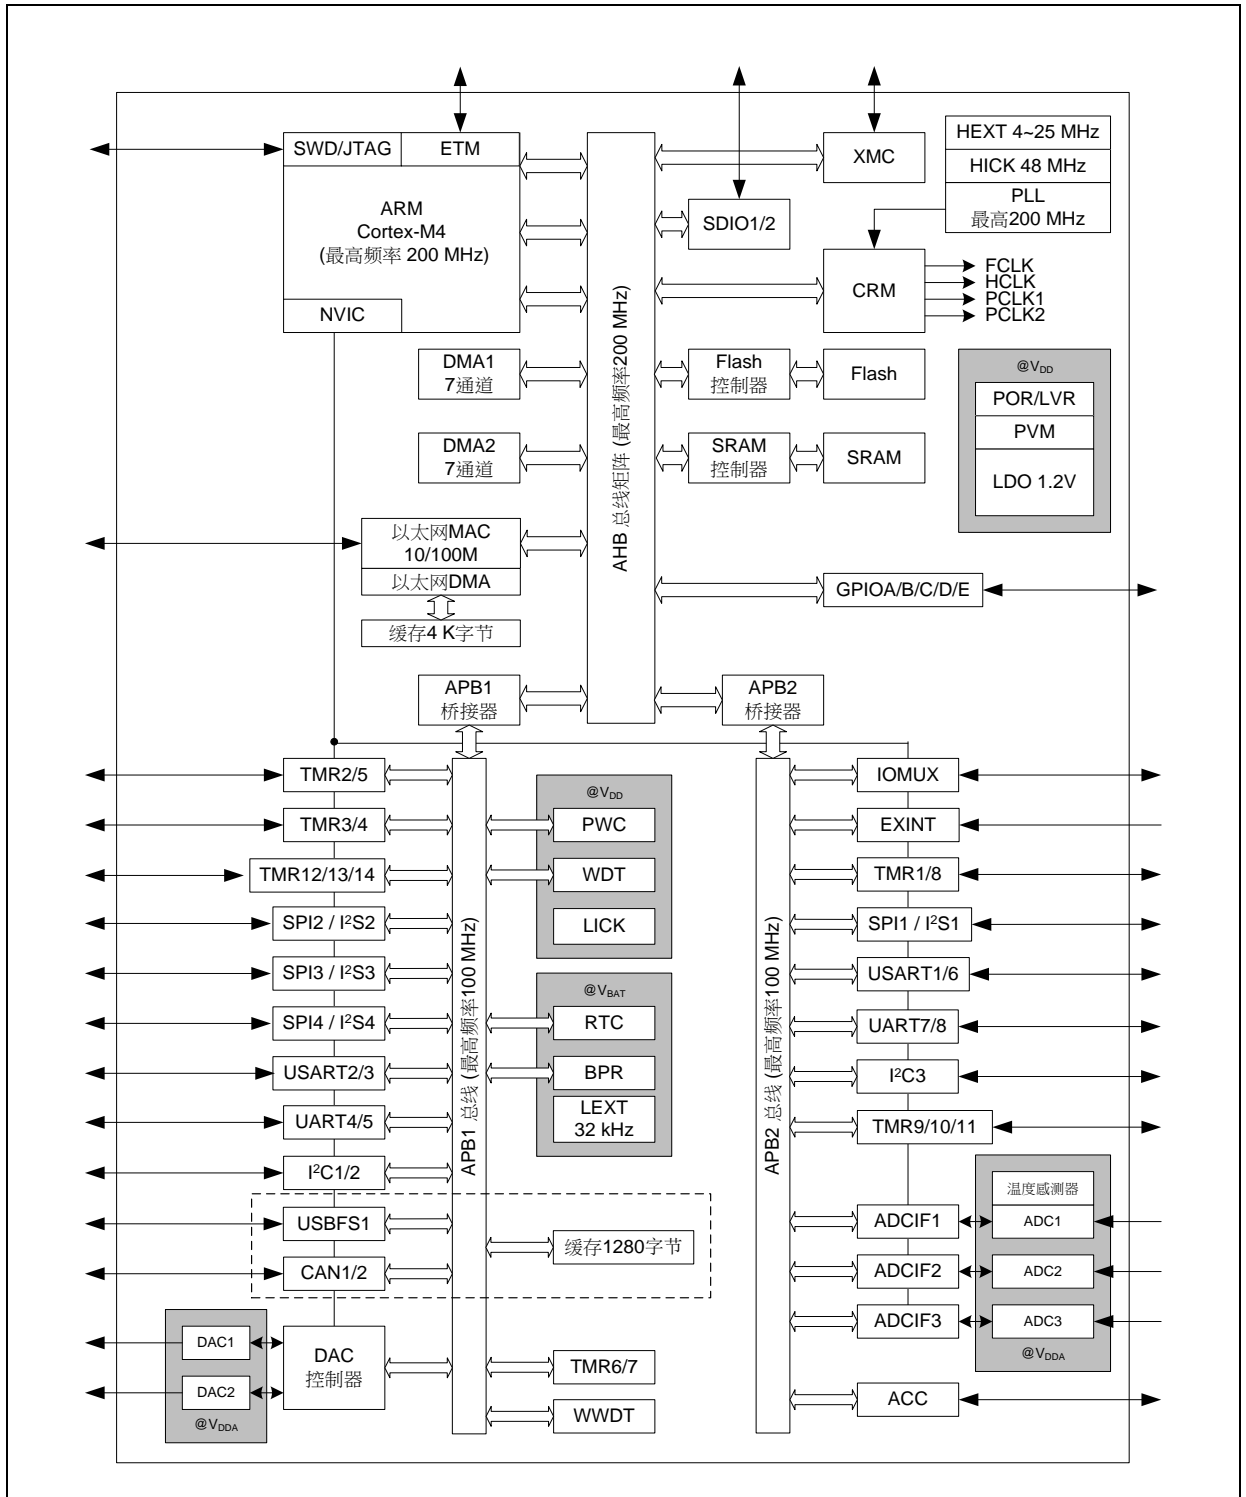 SWD/JTAG
ETM
ARM
Cortex-M4
(最高频率 200 MHz)
NVIC
XMC
HEXT 4~25 MHz
HICK 48 MHz
PLL
最高200 MHz
SDIO1/2
CRM
FCLK
HCLK
PCLK1
PCLK2
AHB 总线矩阵 (最高频率200 MHz)
DMA1
7通道
DMA2
7通道
Flash
控制器
Flash
SRAM
控制器
SRAM
@VDD
POR/LVR
PVM
LDO 1.2V
以太网MAC
10/100M
以太网DMA
缓存4 K字节
GPIOA/B/C/D/E
APB1
桥接器
APB2
桥接器
TMR2/5
TMR3/4
TMR12/13/14
SPI2 / I²S2
SPI3 / I²S3
SPI4 / I²S4
USART2/3
UART4/5
I²C1/2
USBFS1
CAN1/2
DAC1
DAC2
@VDDA
DAC
控制器
APB1 总线 (最高频率100 MHz)
@VDD
PWC
WDT
LICK
@VBAT
RTC
BPR
LEXT
32 kHz
缓存1280字节
TMR6/7
WWDT
APB2 总线 (最高频率100 MHz)
IOMUX
EXINT
TMR1/8
SPI1 / I²S1
USART1/6
UART7/8
I²C3
TMR9/10/11
ADCIF1
ADCIF2
ADCIF3
温度感测器
ADC1
ADC2
ADC3
@VDDA
ACC